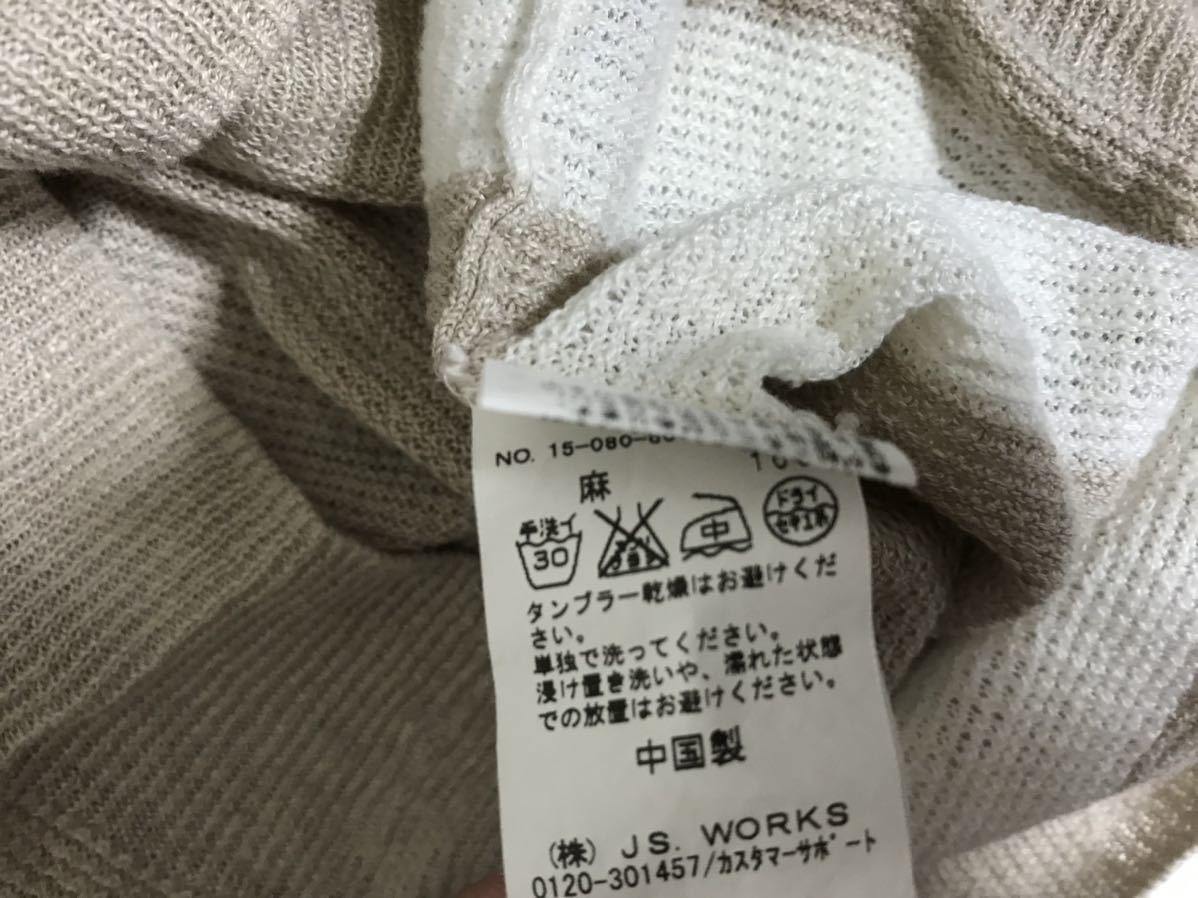 NO. 15-080-
麻
手洗イ
30
中
ドライ
セキユ系
タンブラー乾燥はお避けくだ
さい。
単独で洗ってください。
浸け置き洗いや、濡れた状態
での放置はお避けください。
中国製
(株) JS. WORKS
0120-301457/カスタマーサポート